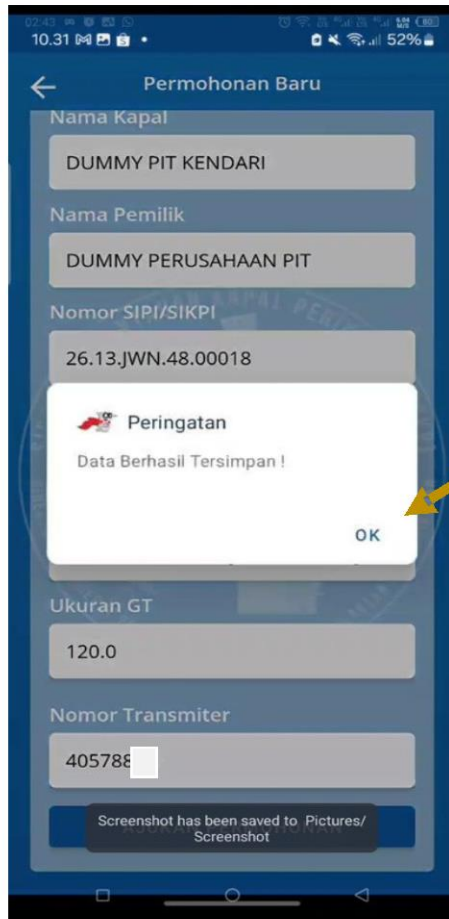 02:43
10.31
52%
Permohonan Baru
Nama Kapal
DUMMY PIT KENDARI
Nama Pemilik
DUMMY PERUSAHAAN PIT
Nomor SIPI/SIKPI
26.13.JWN.48.00018
Peringatan
Data Berhasil Tersimpan !
OK
Ukuran GT
120.0
Nomor Transmiter
405788
Screenshot has been saved to Pictures/
Screenshot